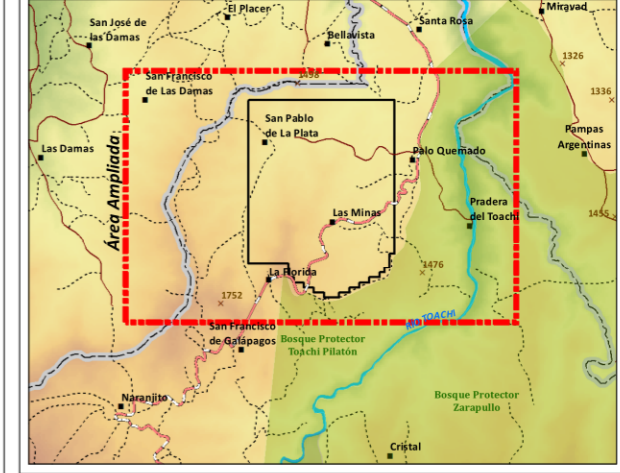 El Placer
Miravad
San José de
las Damas
Santa Rosa
Bellavista
1326
1498
San Francisco
de Las Damas
1336
San Pablo
de La Plata
Pampas
Argentinas
Las Damas
Palo Quemado
Área Ampliada
Pradera
del Toachi
Las Minas
1455
1476
La Florida
1752
RÍO TOACHI
San Francisco
de Galápagos
Bosque Protector
Toachi Pilatón
Bosque Protector
Zarapullo
Naranjito
Cristal